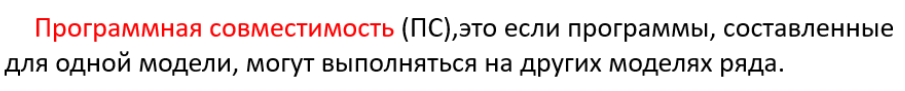 Программная совместимость (ПС),это если программы, составленные
для одной модели, могут выполняться на других моделях ряда.